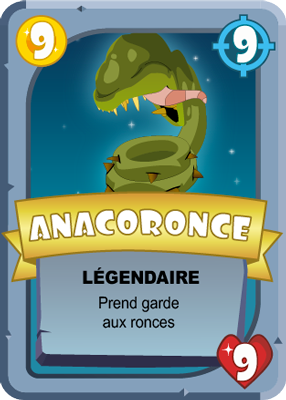 9 9
ANACORONCE
LÉGENDAIRE
Prend garde
aux ronces
9